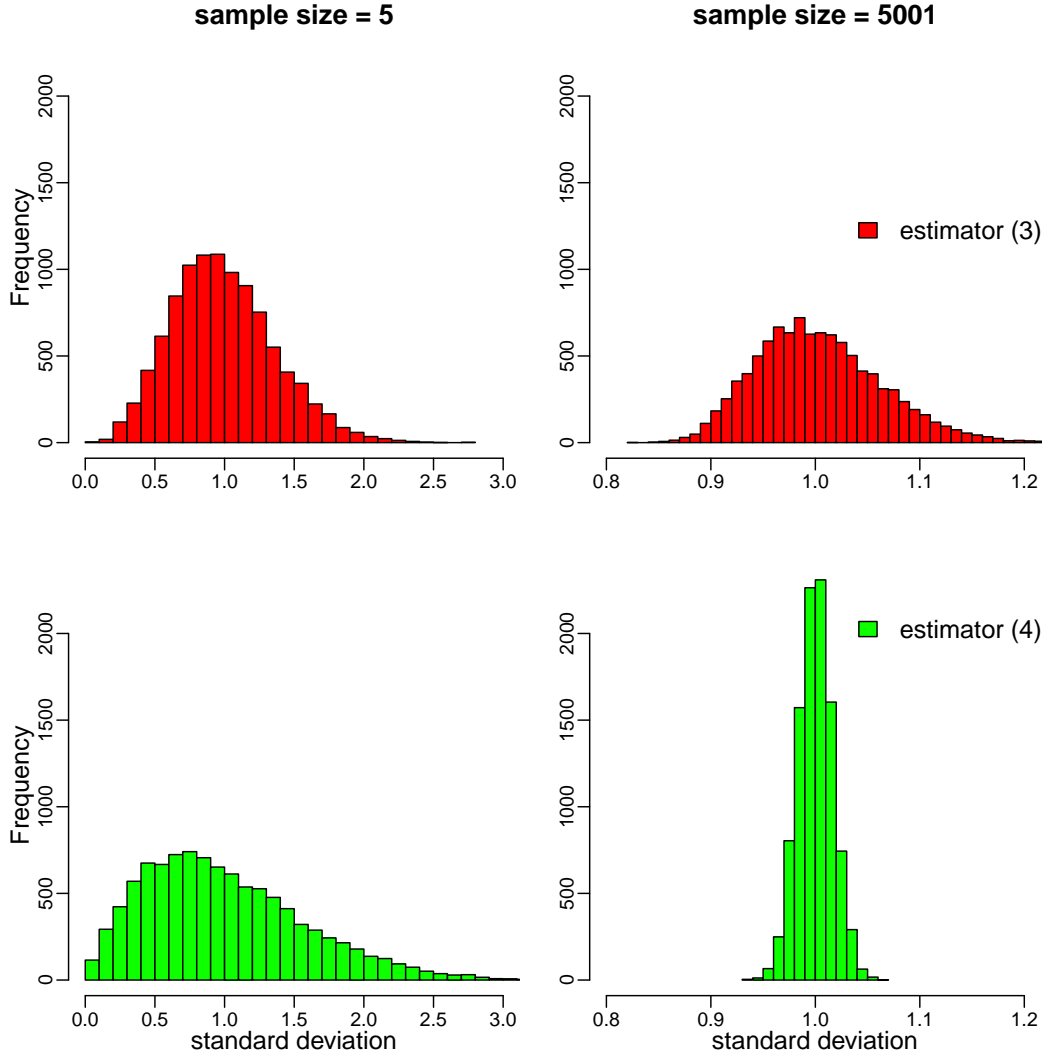 sample size = 5
sample size = 5001
Frequency
0
500
1000
1500
2000
0.0 0.5 1.0 1.5 2.0 2.5 3.0
0
500
1000
1500
2000
estimator (3)
0.8 0.9 1.0 1.1 1.2
Frequency
0
500
1000
1500
2000
0.0 0.5 1.0 1.5 2.0 2.5 3.0
standard deviation
0
500
1000
1500
2000
estimator (4)
0.8 0.9 1.0 1.1 1.2
standard deviation